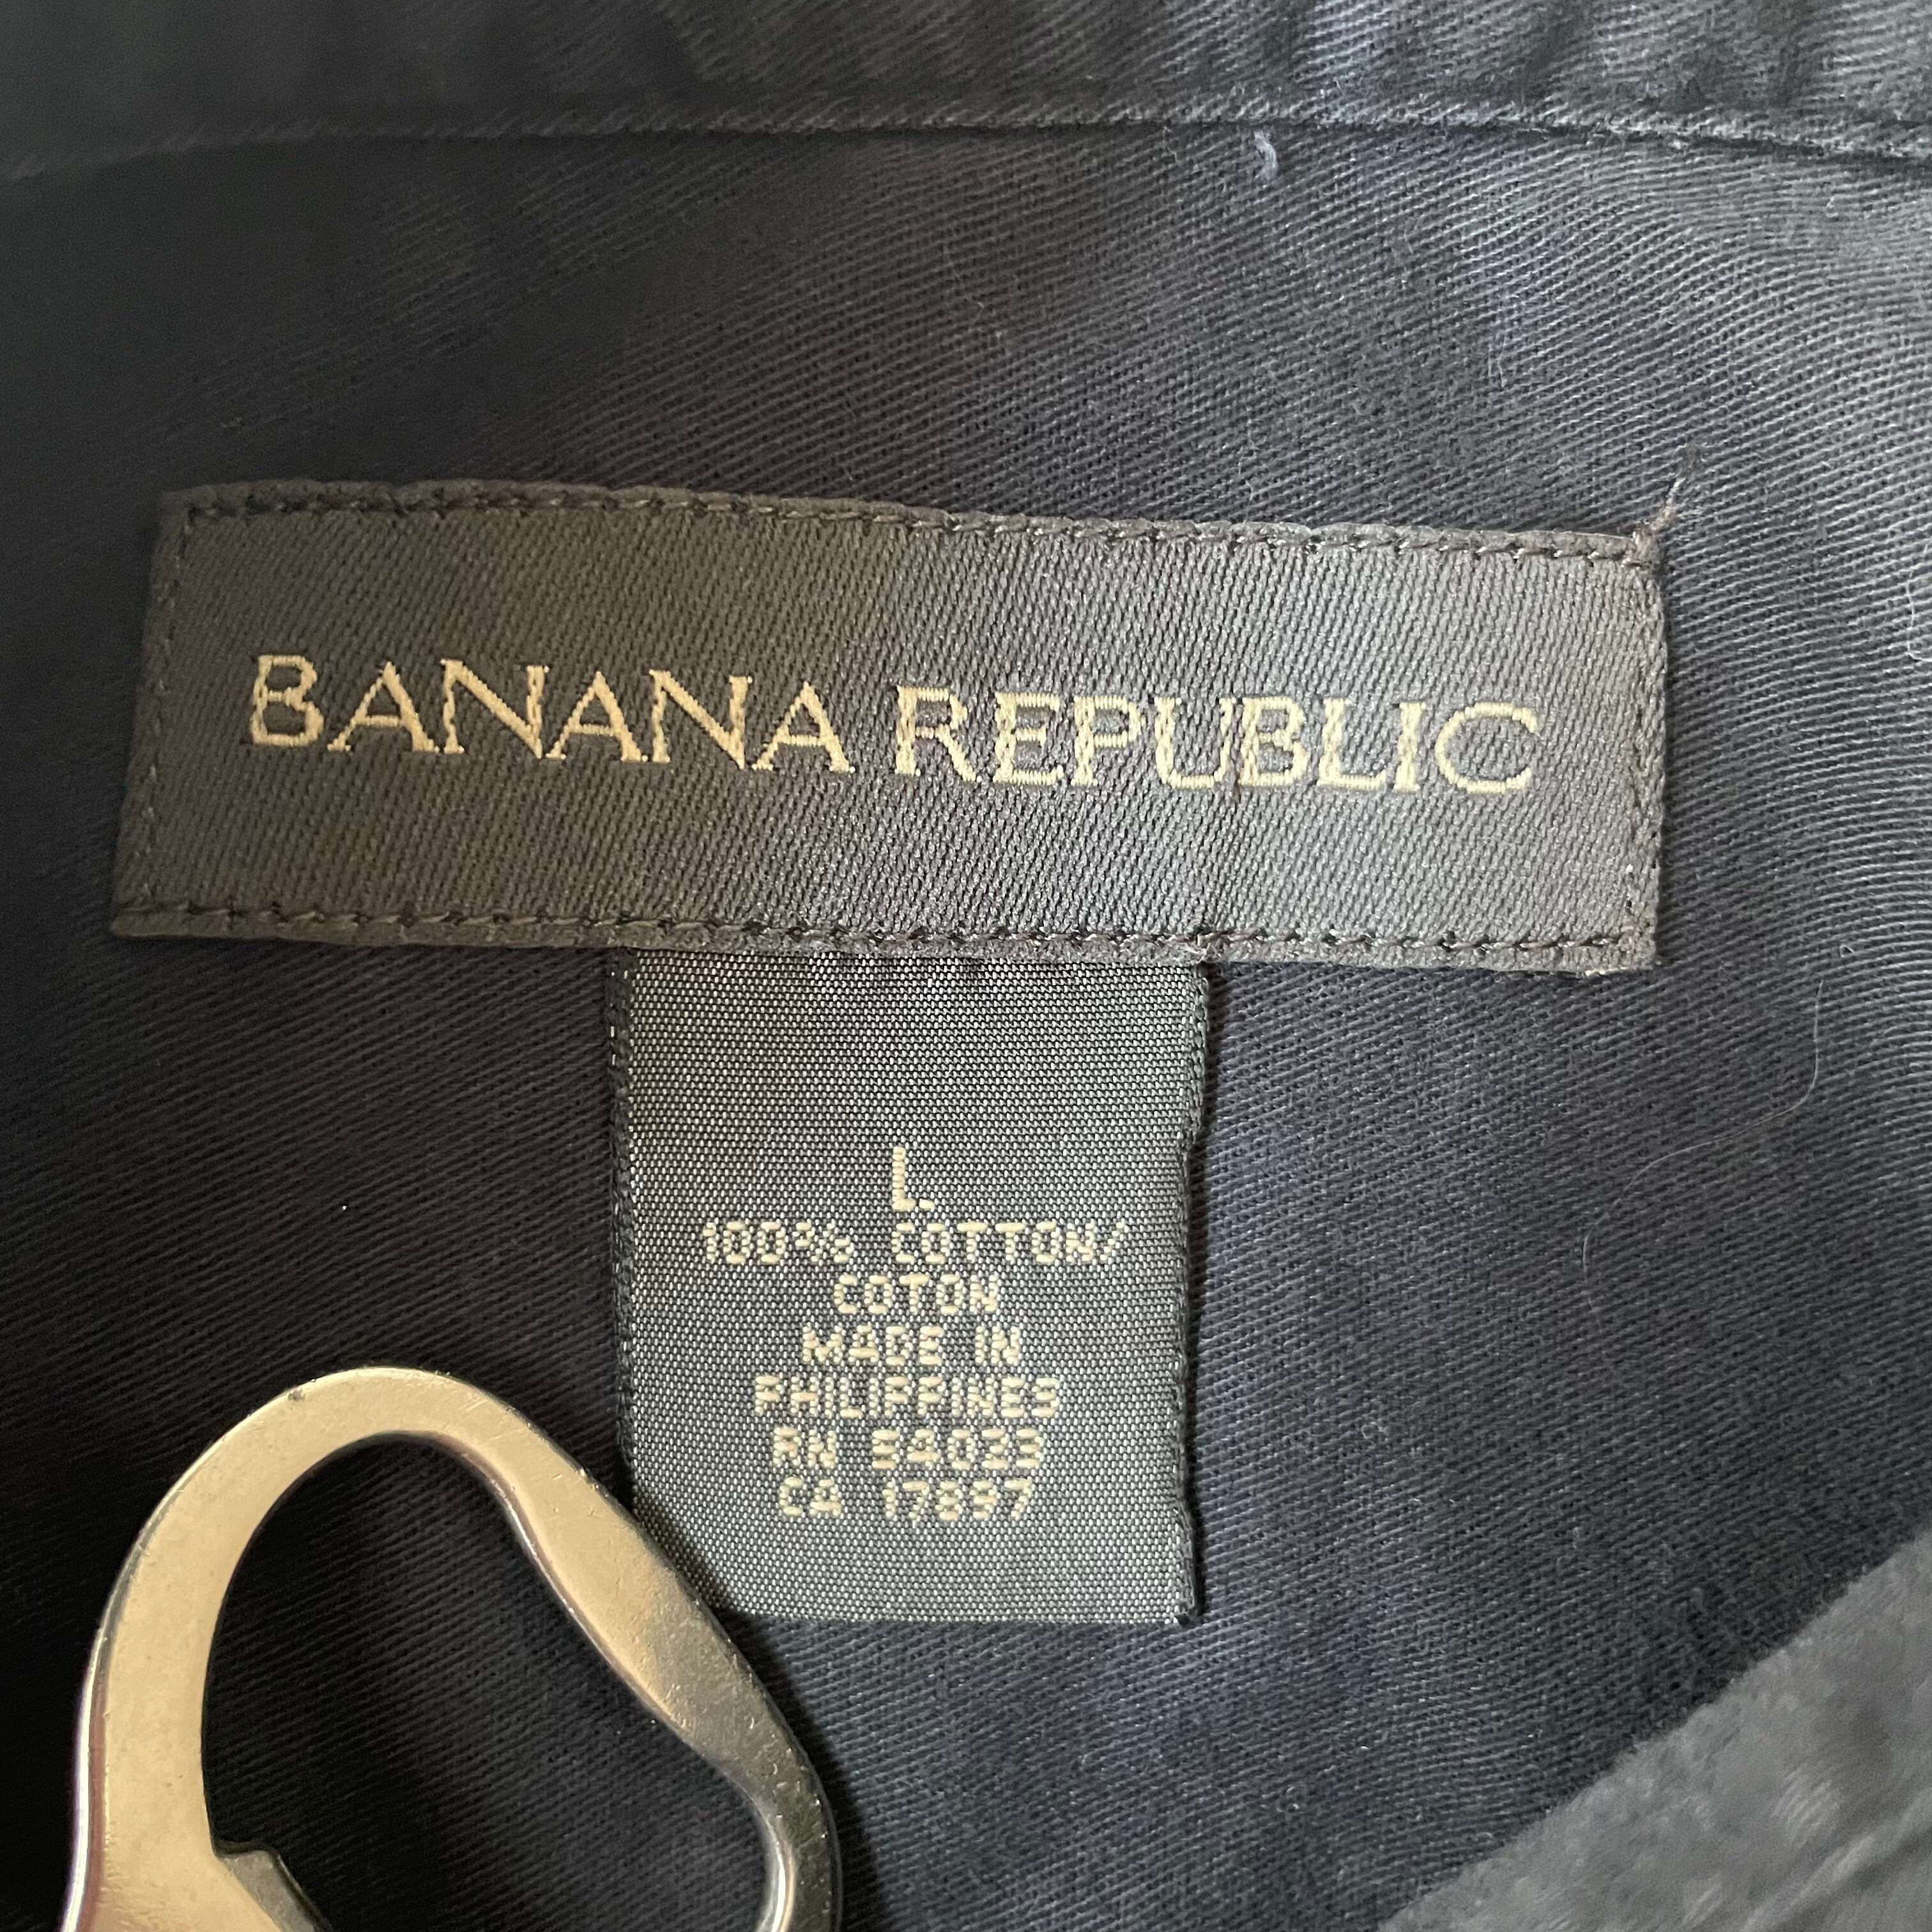 BANANA REPUBLIC
L.
100% COTTON/
COTON
MADE IN
PHILIPPINES
RN 54023
CA 17897